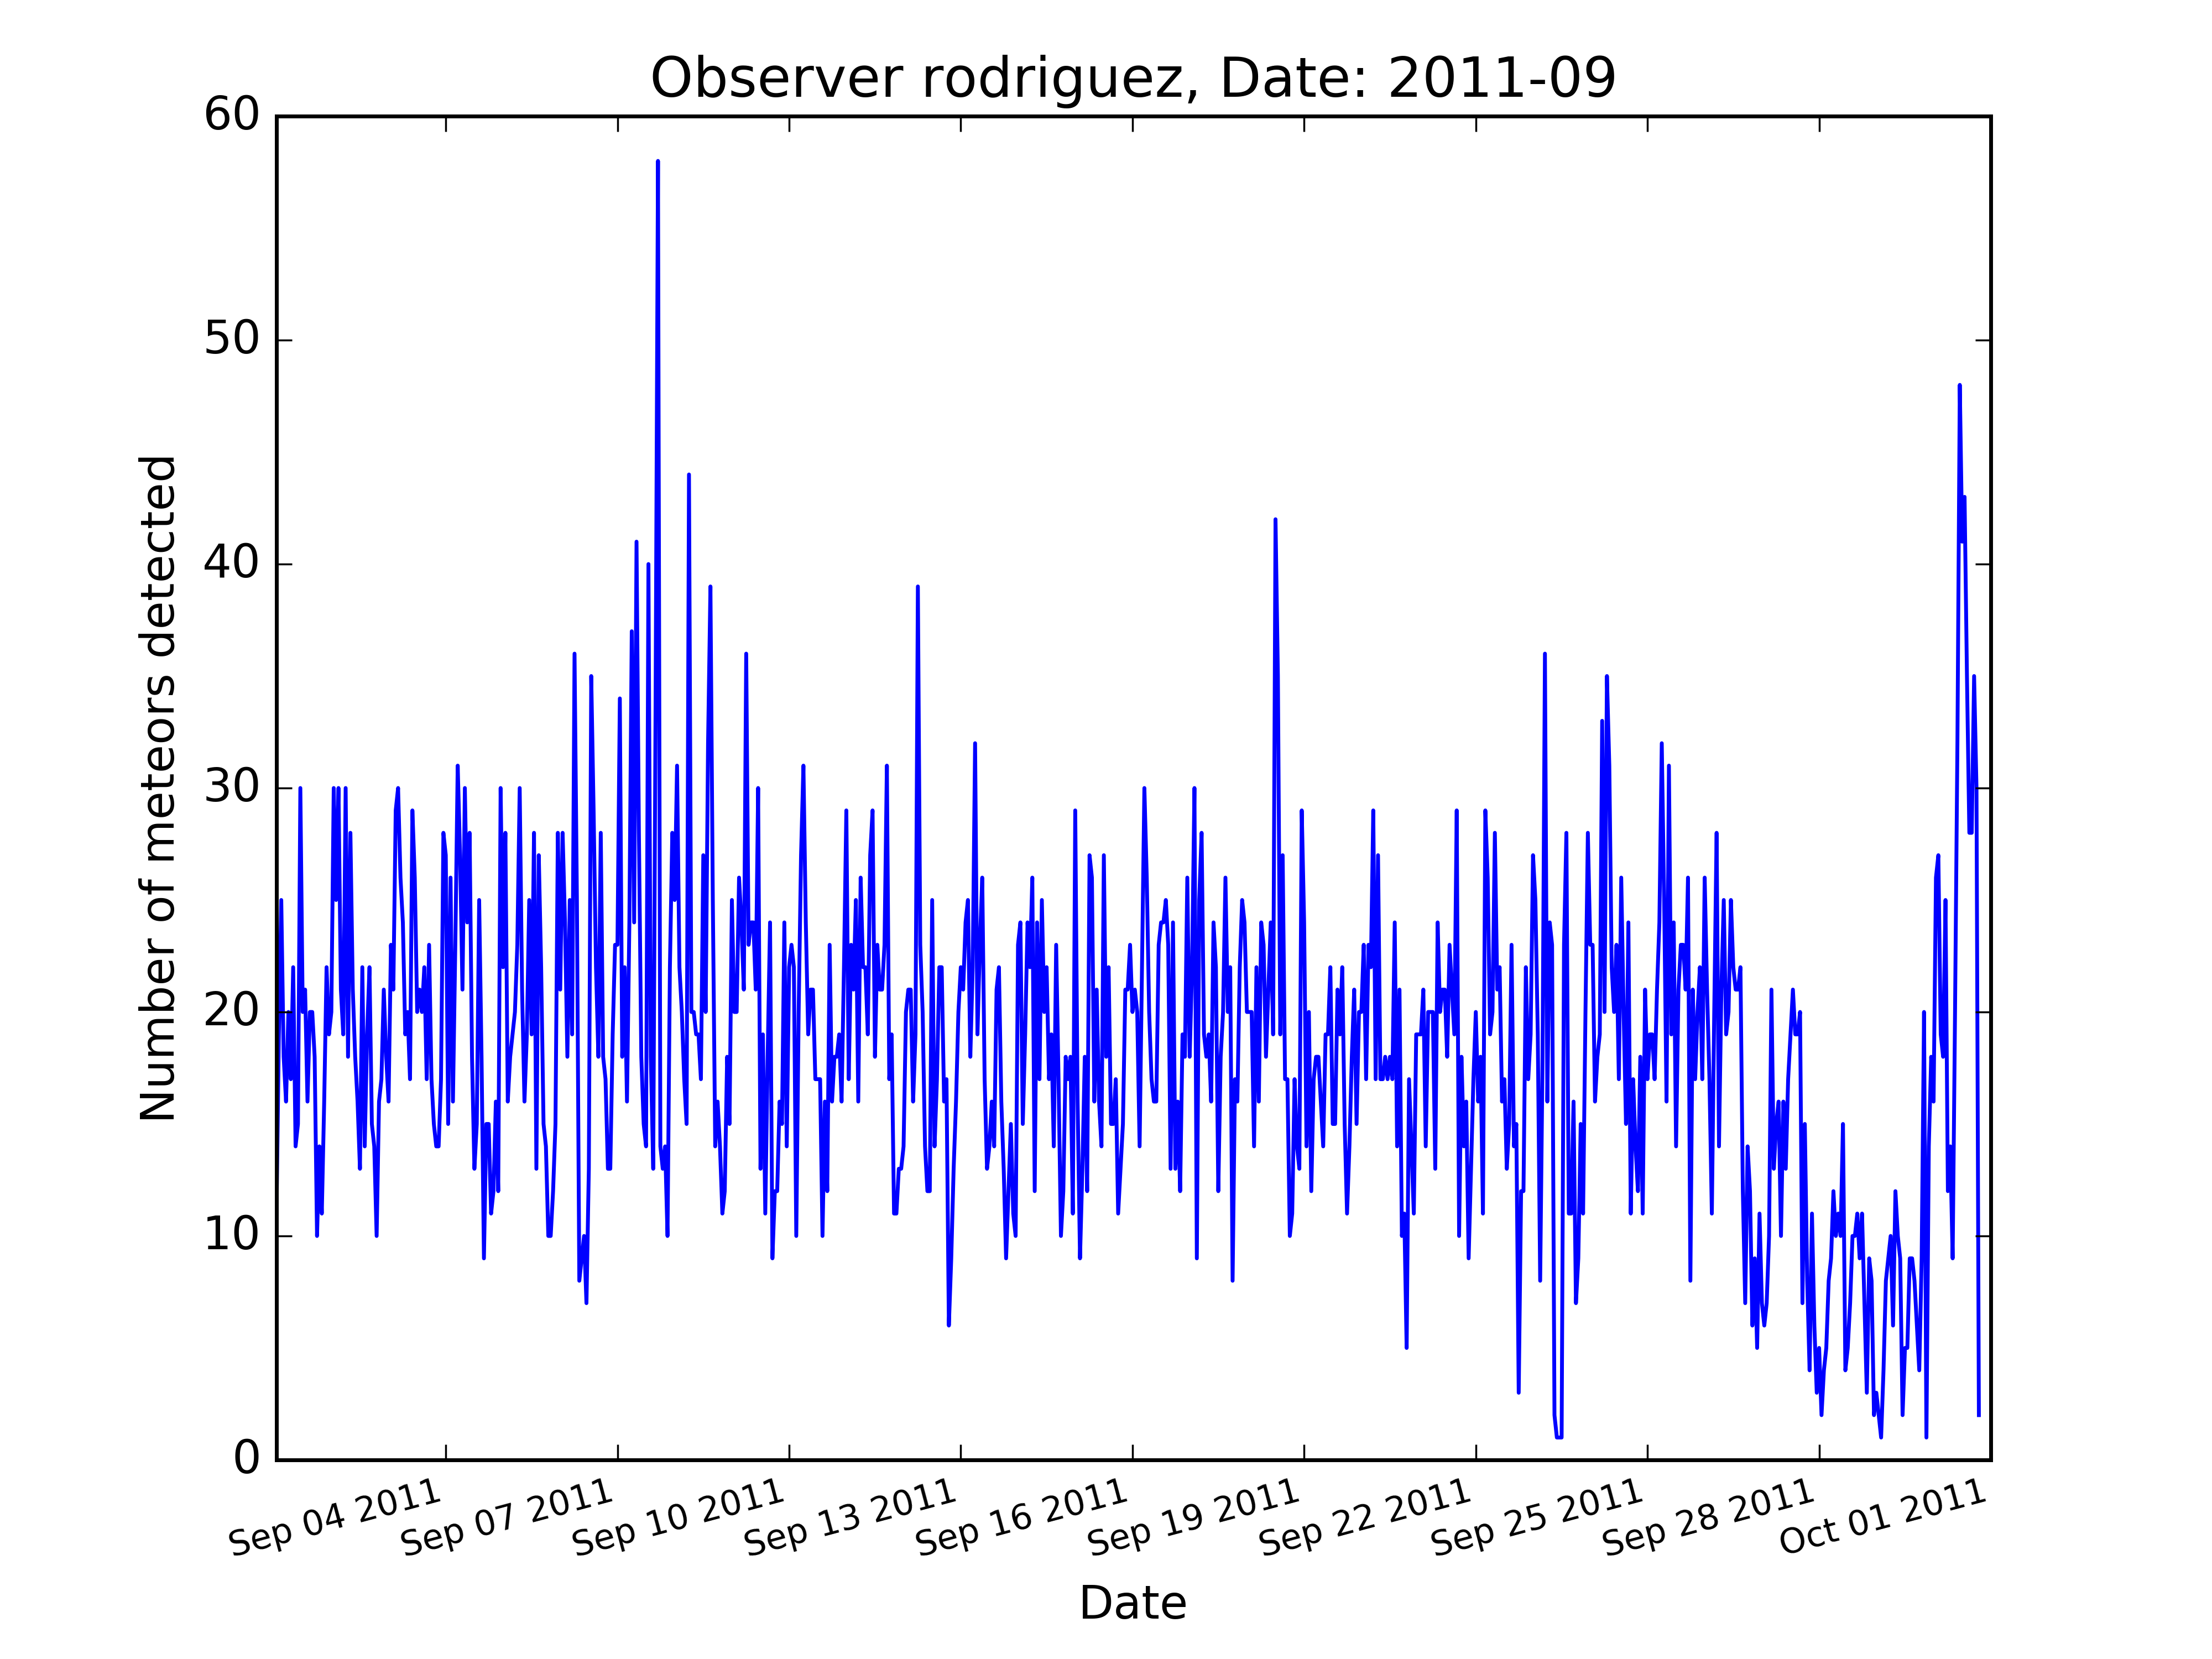 Observer rodriguez, Date: 2011-09
60
50
40
30
20
10
0
Number of meteors detected
Sep 04 2011
Sep 07 2011
Sep 10 2011
Sep 13 2011
Sep 16 2011
Sep 19 2011
Sep 22 2011
Sep 25 2011
Sep 28 2011
Oct 01 2011
Date